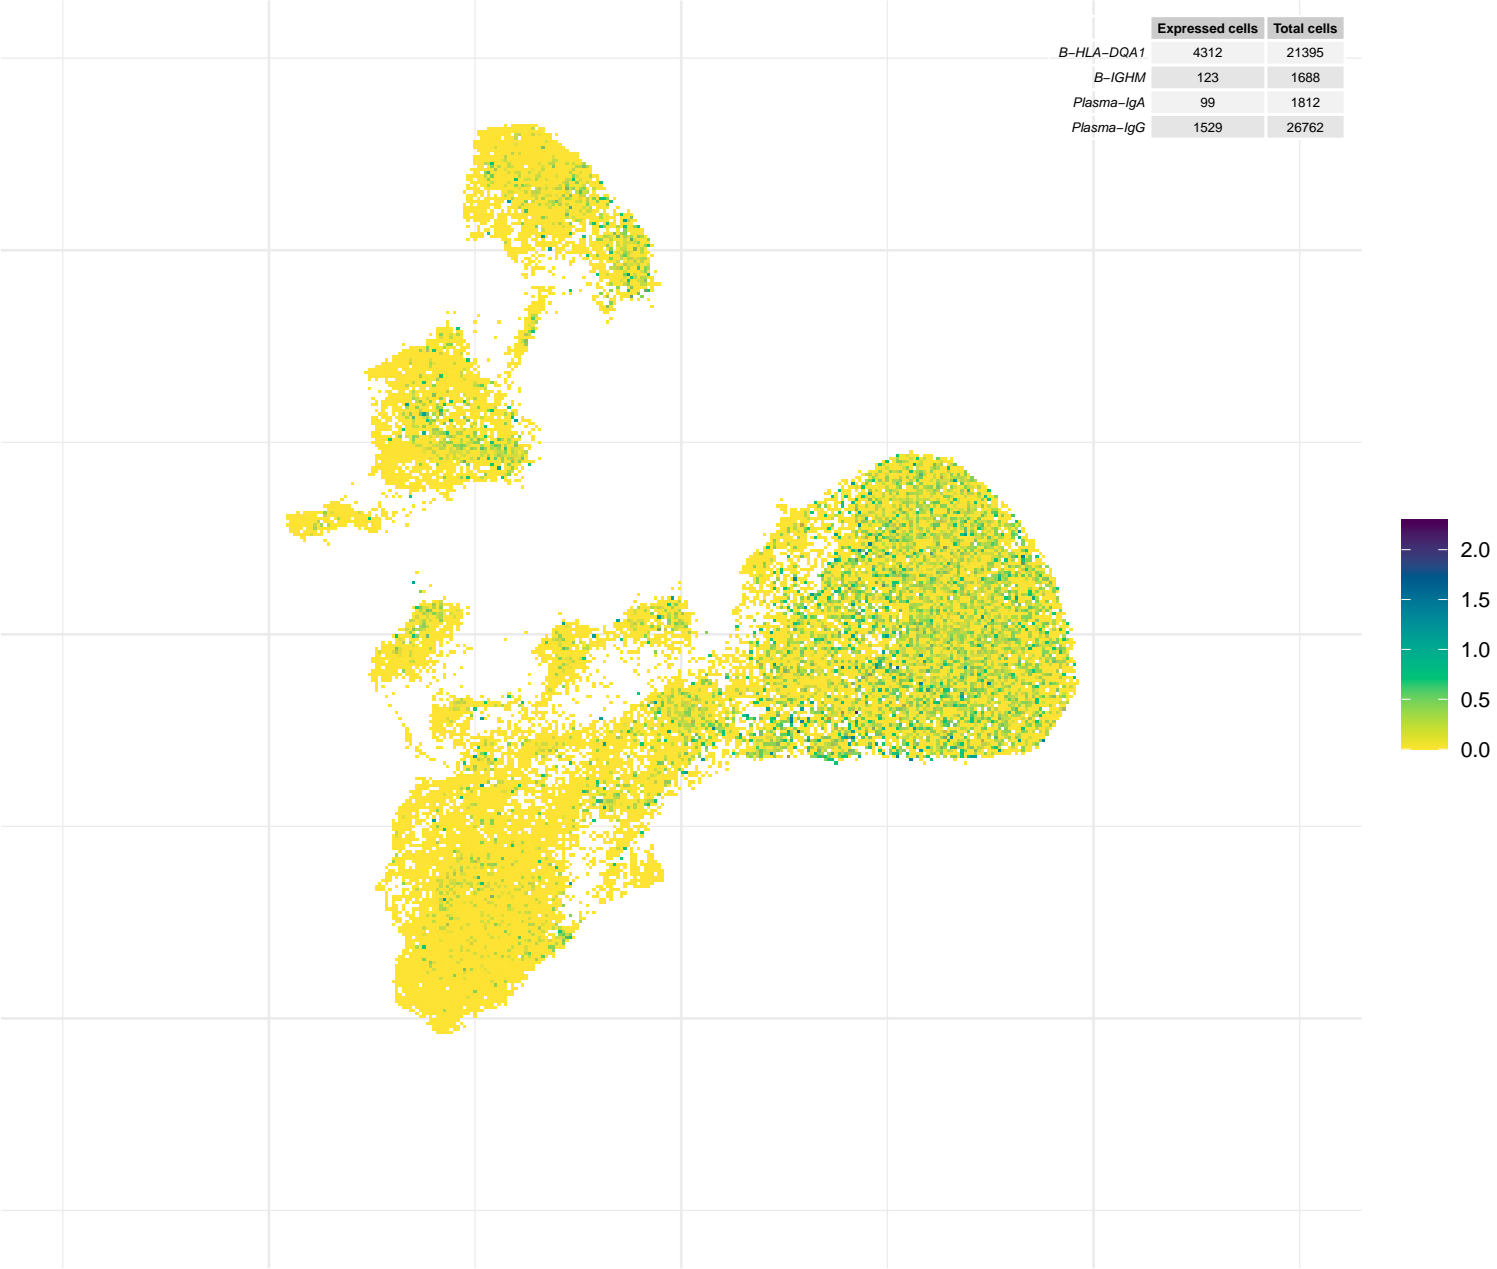 Expressed cells Total cells
B−HLA−DQA1 4312 21395
B−IGHM 123 1688
Plasma−IgA 99 1812
Plasma−IgG 1529 26762
2.0
1.5
1.0
0.5
0.0